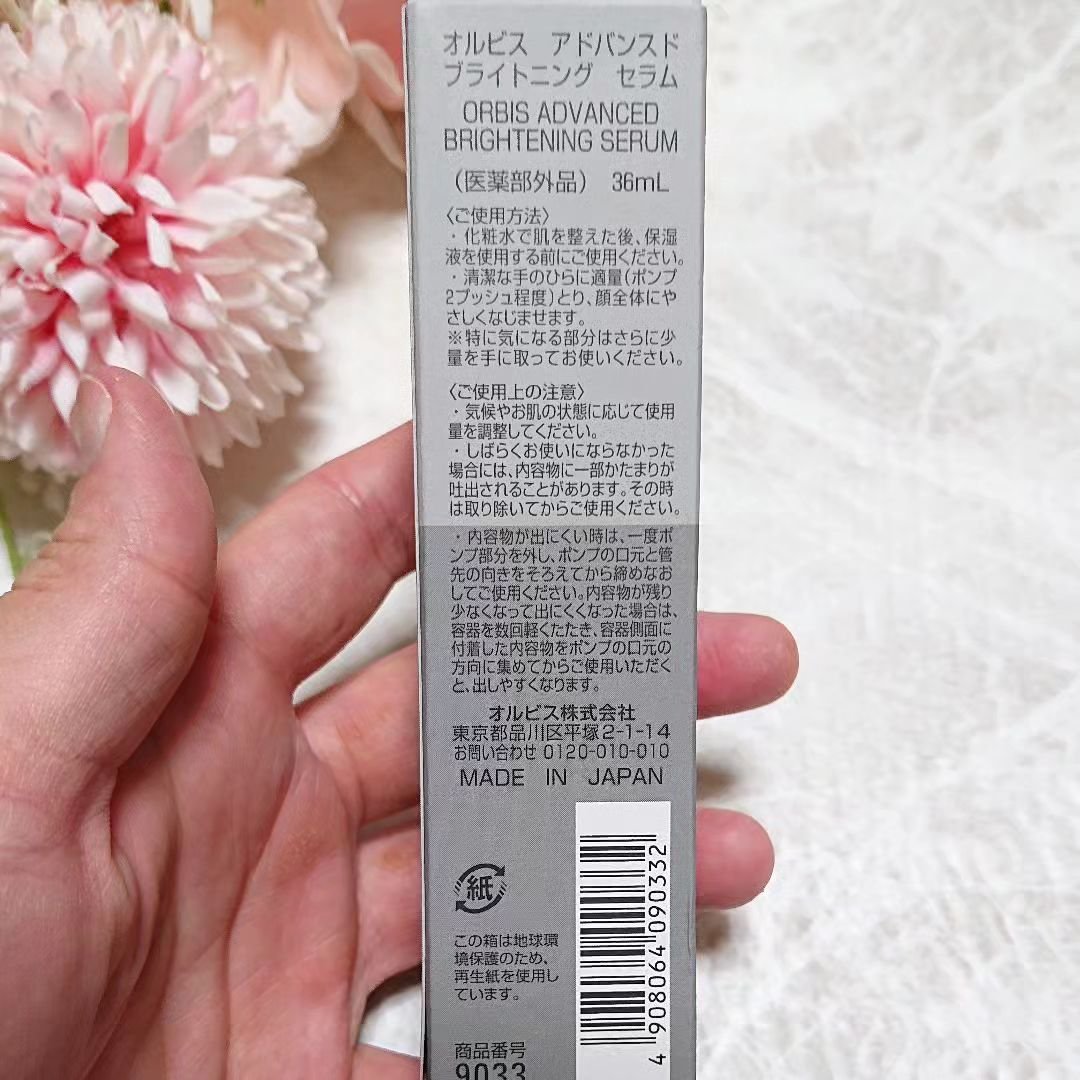 オルビス アドバンスド
ブライトニング セラム
ORBIS ADVANCED
BRIGHTENING SERUM
（医薬部外品） 36mL
〈ご使用方法〉
・化粧水で肌を整えた後、保湿
液を使用する前にご使用ください。
・清潔な手のひらに適量（ポンプ
2プッシュ程度）とり、顔全体にや
さしくなじませます。
※特に気になる部分はさらに少
量を手に取ってお使いください。
〈ご使用上の注意〉
・気候やお肌の状態に応じて使用
量を調整してください。
・しばらくお使いにならなかった
場合には、内容物に一部かたまりが
吐出されることがあります。その時
は取り除いてからご使用ください。
・内容物が出にくい時は、一度ポ
ンプ部分を外し、ポンプの口元と管
先の向きをそろえてから締めなお
してご使用ください。内容物が残り
少なくなって出にくくなった場合は、
容器を数回軽くたたき、容器側面に
付着した内容物をポンプの口元の
方向に集めてからご使用いただく
と、出しやすくなります。
オルビス株式会社
東京都品川区平塚2-1-14
お問い合わせ 0120-010-010
MADE IN JAPAN
紙
この箱は地球環
境保護のため、
再生紙を使用し
ています。
商品番号
9033
4 908064 090332